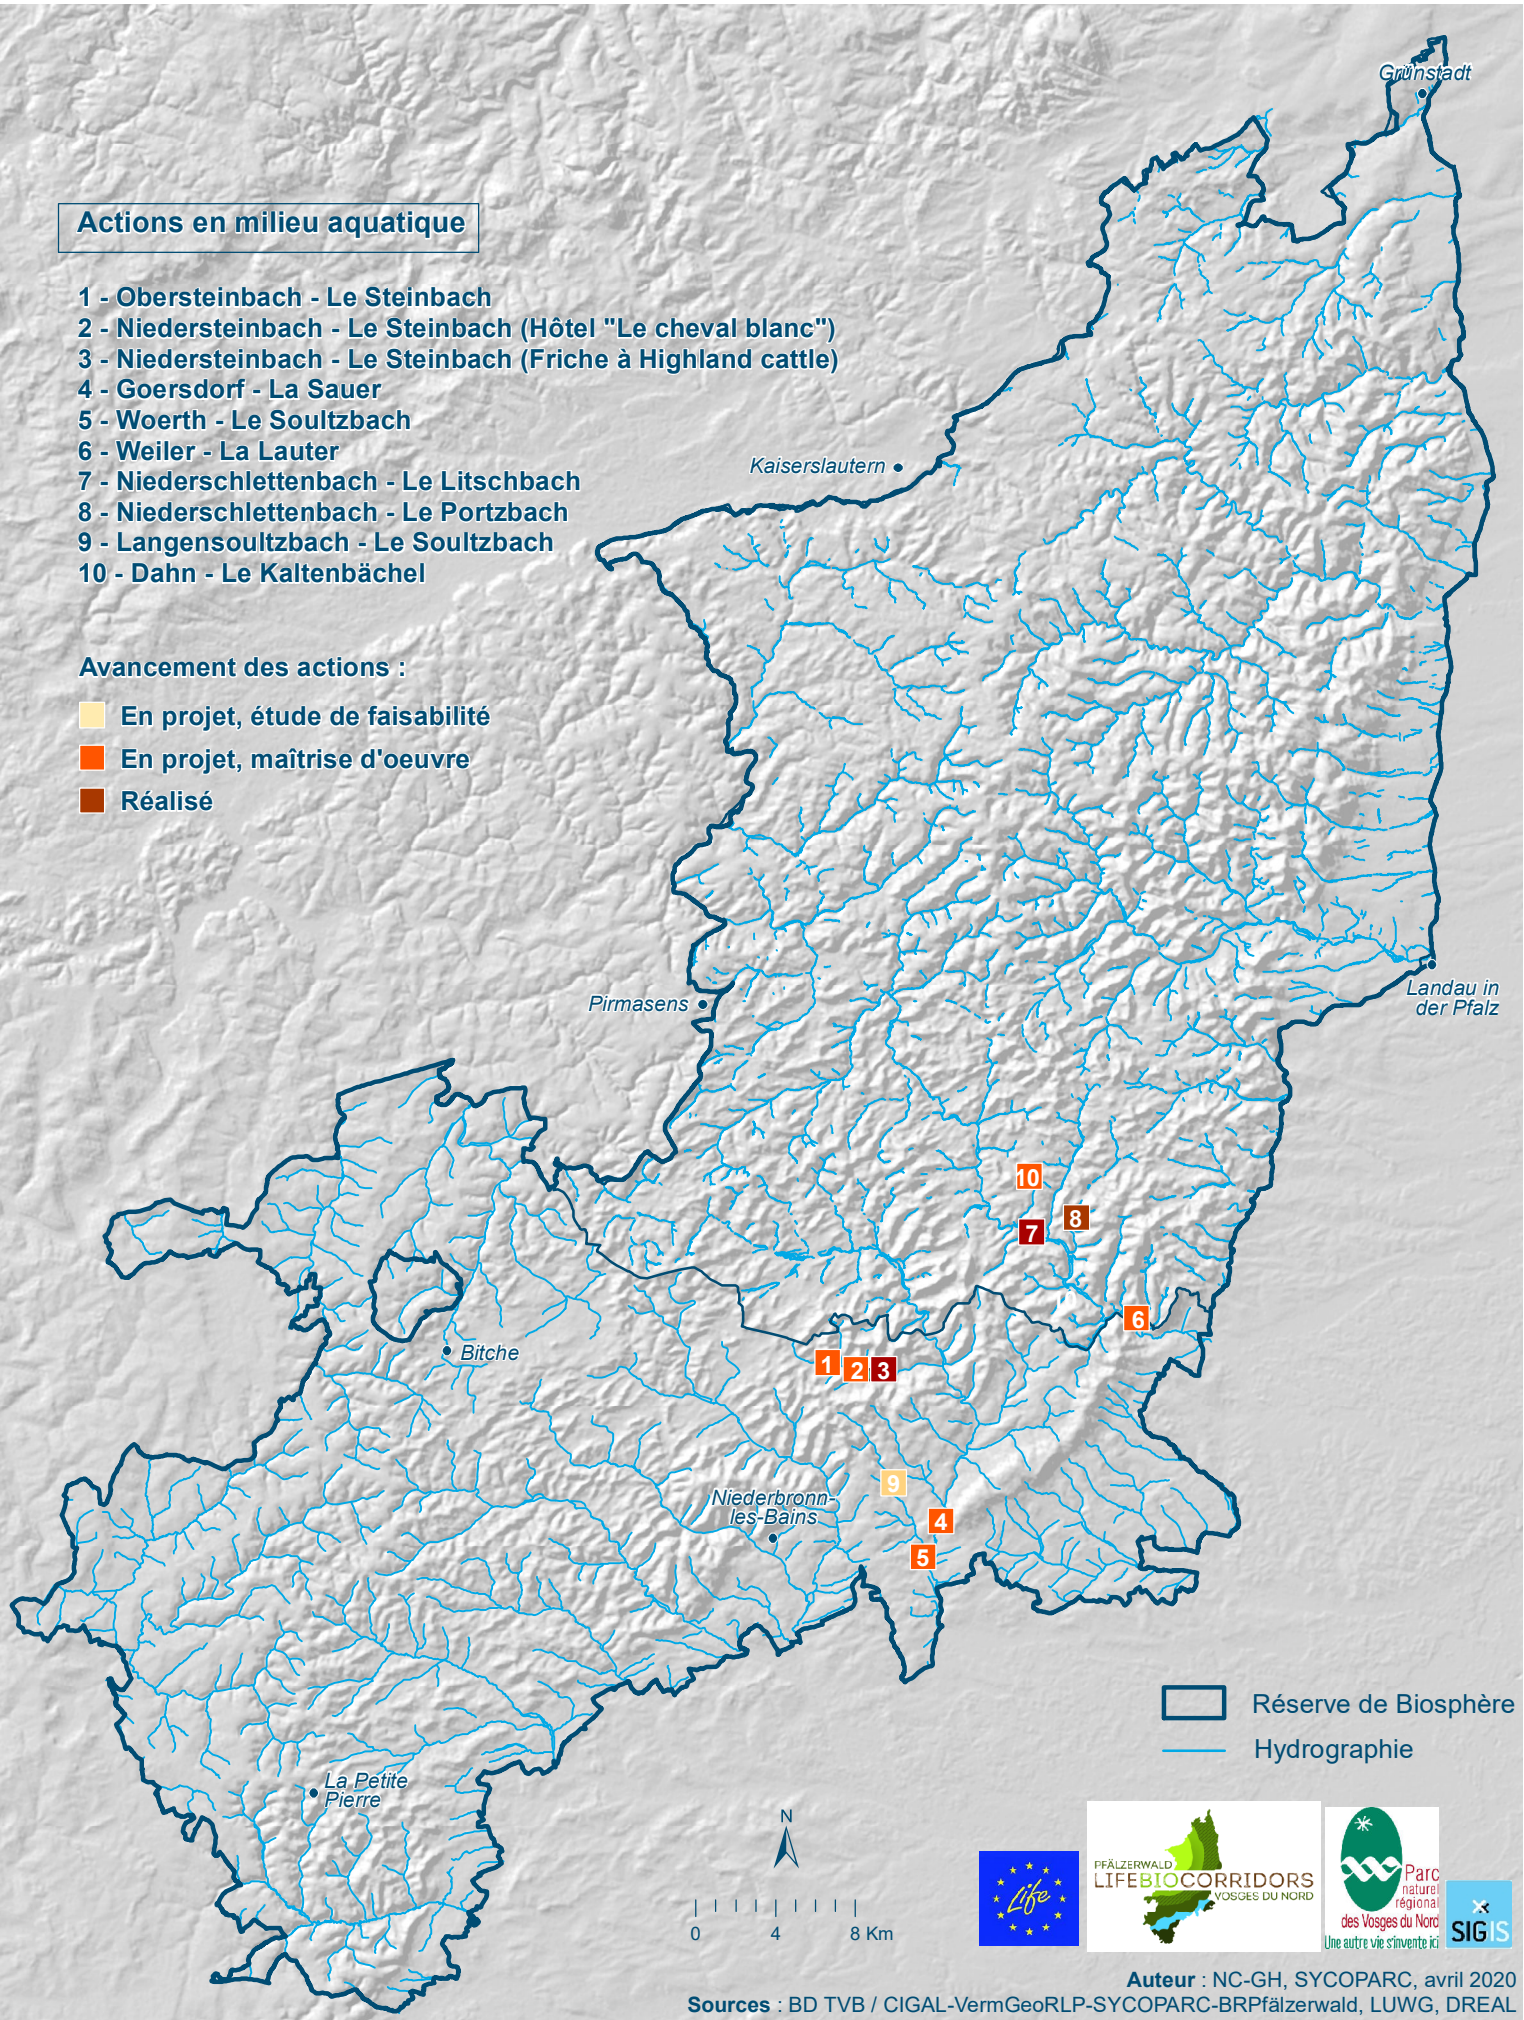 Grünstadt
Actions en milieu aquatique
1 - Obersteinbach - Le Steinbach
2 - Niedersteinbach - Le Steinbach (Hôtel "Le cheval blanc")
3 - Niedersteinbach - Le Steinbach (Friche à Highland cattle)
4 - Goersdorf - La Sauer
5 - Woerth - Le Soultzbach
6 - Weiler - La Lauter
7 - Niederschlettenbach - Le Litschbach
8 - Niederschlettenbach - Le Portzbach
9 - Langensoultzbach - Le Soultzbach
10 - Dahn - Le Kaltenbächel
Kaiserslautern
Avancement des actions :
En projet, étude de faisabilité
En projet, maîtrise d'oeuvre
Réalisé
Landau in
der Pfalz
Pirmasens
10
8
7
6
Bitche
1
2
3
9
Niederbronn-
les-Bains
4
5
Réserve de Biosphère
Hydrographie
La Petite
Pierre
N
0
4
8 Km
Life
PFÄLZERWALD
LIFEBIOCORRIDORS
VOSGES DU NORD
Parc
naturel
régional
des Vosges du Nord
Une autre vie s'invente ici
SIGIS
Auteur : NC-GH, SYCOPARC, avril 2020
Sources : BD TVB / CIGAL-VermGeoRLP-SYCOPARC-BRPfälzerwald, LUWG, DREAL